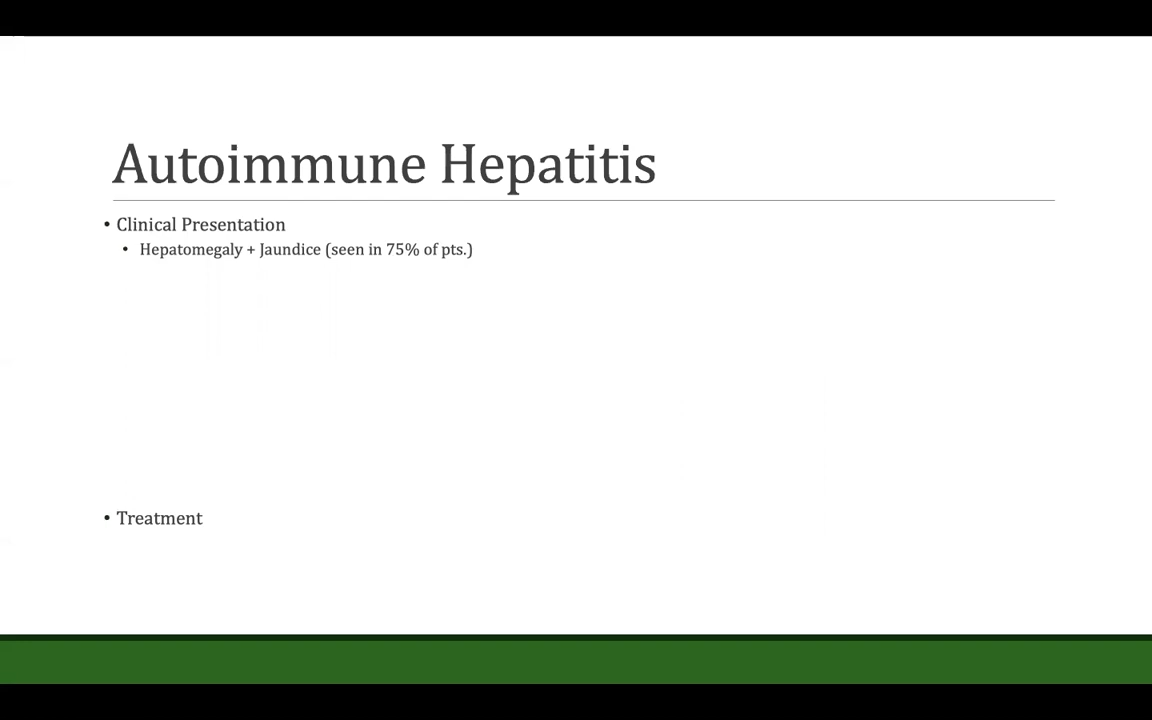 Autoimmune Hepatitis
• Clinical Presentation
• Hepatomegaly + Jaundice (seen in 75% of pts.)
• Treatment